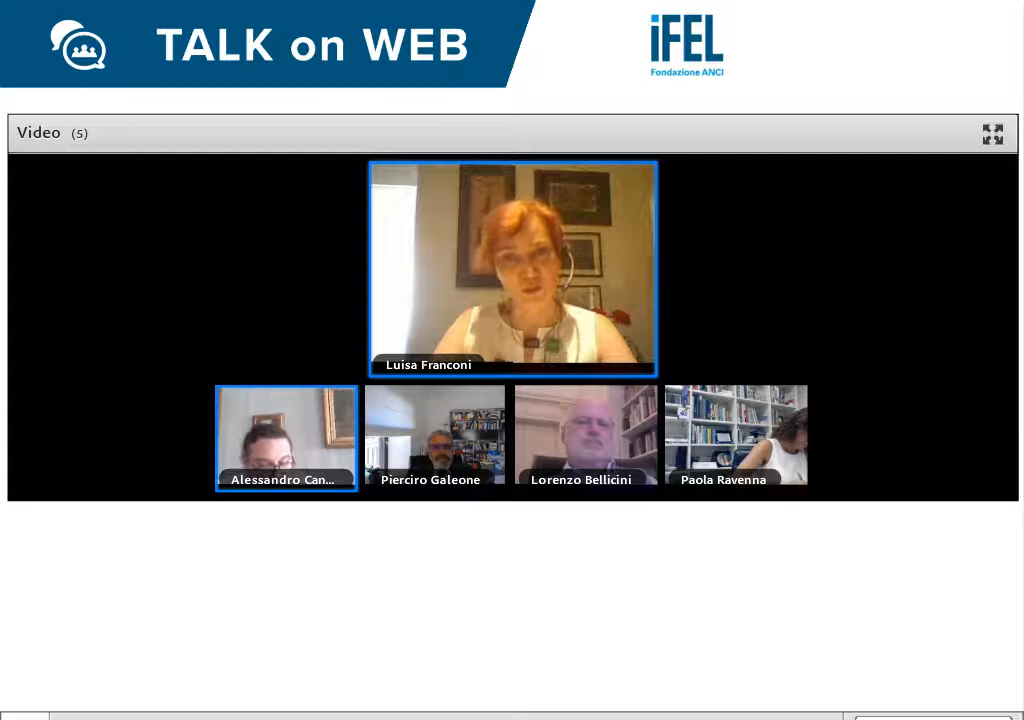 TALK on WEB
iFEL
Fondazione ANCI
Video (5)
Luisa Franconi
Alessandro Can...
Pierciro Galeone
Lorenzo Bellicini
Paola Ravenna